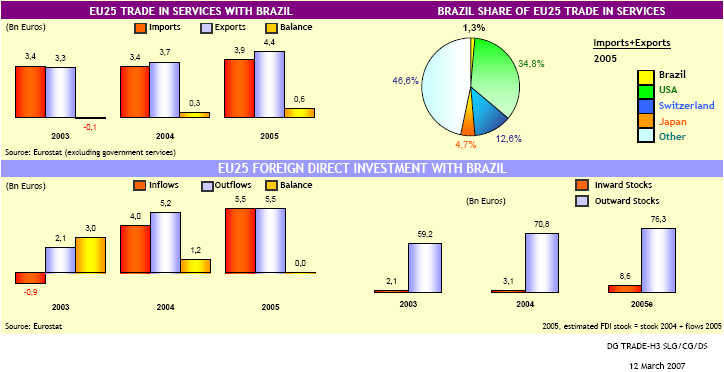 EU25 TRADE IN SERVICES WITH BRAZIL
(Bn Euros)
Imports Exports Balance
3,4 3,3 -0,1
3,4 3,7 0,3
3,9 4,4 0,6
2003 2004 2005
Source: Eurostat (excluding government services)
BRAZIL SHARE OF EU25 TRADE IN SERVICES
1,3%
34,8%
12,6%
4,7%
46,6%
Imports+Exports
2005
Brazil
USA
Switzerland
Japan
Other
EU25 FOREIGN DIRECT INVESTMENT WITH BRAZIL
(Bn Euros)
Inflows Outflows Balance
-0,9 2,1 3,0
4,0 5,2 1,2
5,5 5,5 0,0
2003 2004 2005
Source: Eurostat
(Bn Euros)
Inward Stocks
Outward Stocks
2,1 59,2
3,1 70,8
8,6 76,3
2003 2004 2005e
2005, estimated FDI stock = stock 2004 + flows 2005
DG TRADE-H3 SLG/CG/DS
12 March 2007